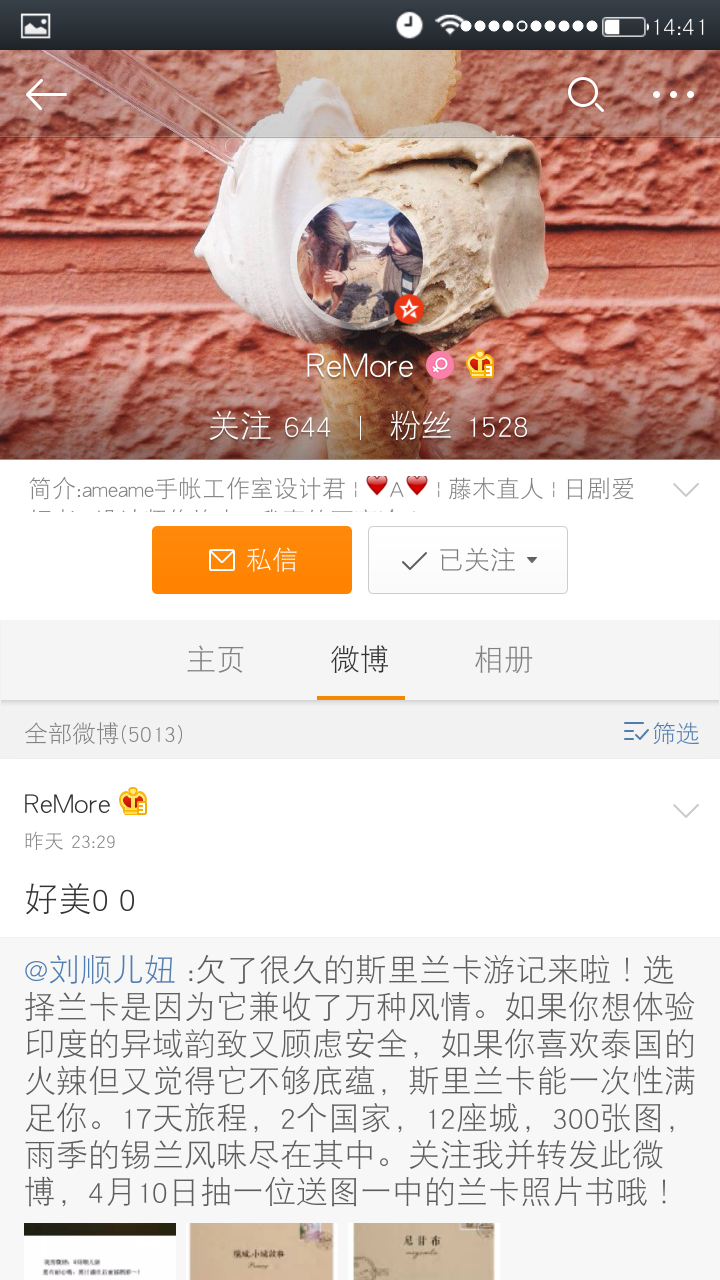 14:41
ReMore
关注 644 | 粉丝 1528
简介:ameame手帐工作室设计君 ¦ ❤A❤ ¦ 藤木直人 ¦ 日剧爱
私信
已关注
主页 微博 相册
全部微博(5013)
筛选
ReMore
昨天 23:29
好美0 0
@刘顺儿妞 :欠了很久的斯里兰卡游记来啦！选
择兰卡是因为它兼收了万种风情。如果你想体验
印度的异域韵致又顾虑安全，如果你喜欢泰国的
火辣但又觉得它不够底蕴，斯里兰卡能一次性满
足你。17天旅程，2个国家，12座城，300张图，
雨季的锡兰风味尽在其中。关注我并转发此微
博，4月10日抽一位送图一中的兰卡照片书哦！
尼甘布